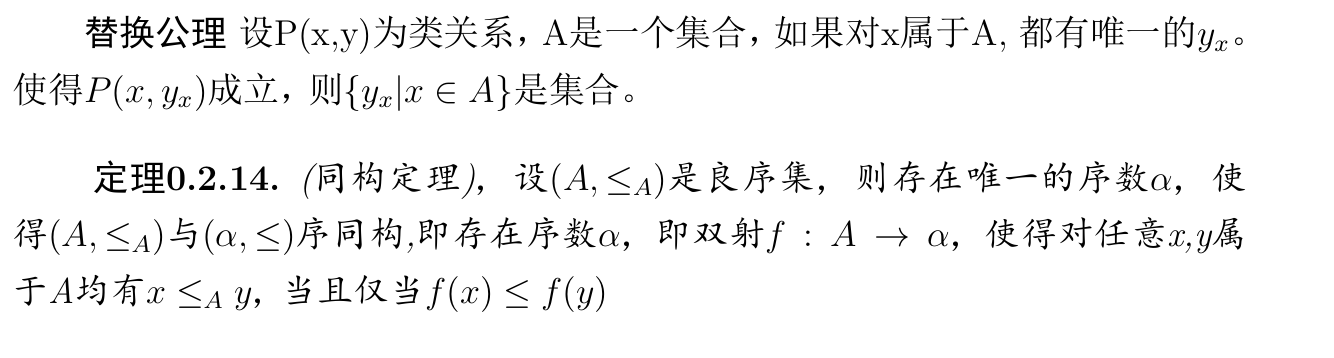 替换公理 设P(x,y)为类关系，A是一个集合，如果对x属于A, 都有唯一的$y_x$。
使得$P(x, y_x)$成立，则$\{y_x|x \in A\}$是集合。
定理0.2.14. (同构定理)，设$(A, \leq_A)$是良序集，则存在唯一的序数$\alpha$，使
得$(A, \leq_A)$与$(\alpha, \leq)$序同构,即存在序数$\alpha$，即双射$f : A \to \alpha$，使得对任意x,y属
于$A$均有$x \leq_A y$，当且仅当$f(x) \leq f(y)$